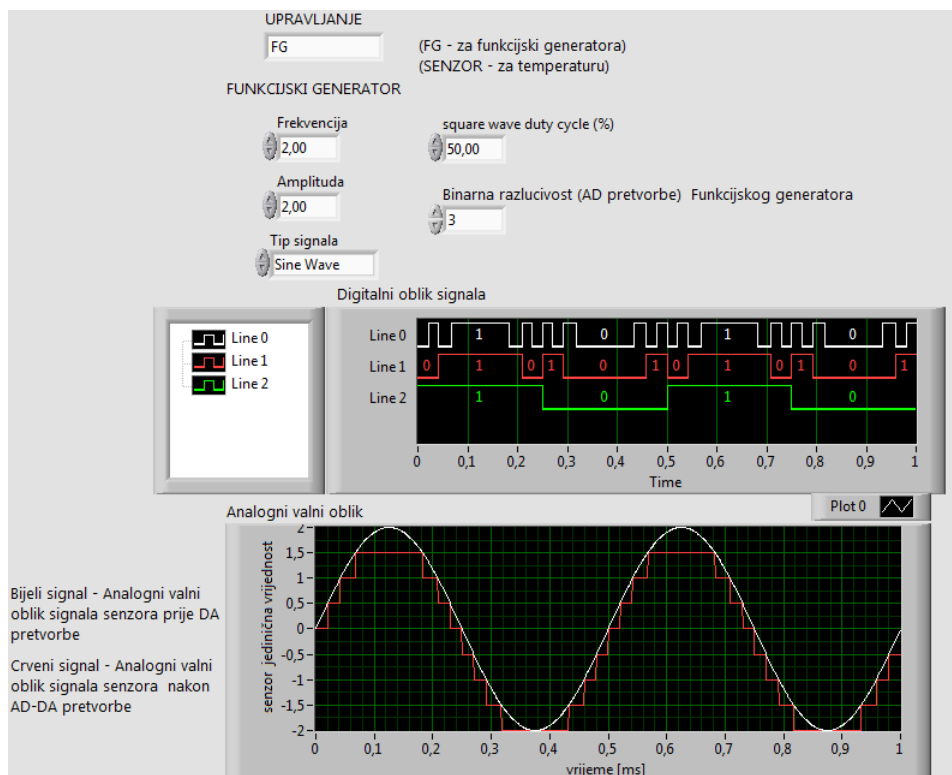 UPRAVLJANJE
FG
(FG - za funkcijski generatora)
(SENZOR - za temperaturu)
FUNKCIJSKI GENERATOR
Frekvencija
2,00
square wave duty cycle (%)
50,00
Amplituda
2,00
Binarna razlucivost (AD pretvorbe) Funkcijskog generatora
3
Tip signala
Sine Wave
Digitalni oblik signala
Line 0
Line 1
Line 2
Line 0 1 0 1 0
Line 1 0 1 0 1 0 1 0 1 0 1 0 1
Line 2 1 0 1 0
0 0,1 0,2 0,3 0,4 0,5 0,6 0,7 0,8 0,9 1
Time
Plot 0
Analogni valni oblik
senzor jedinična vrijednost
2
1,5
1
0,5
0
-0,5
-1
-1,5
-2
0 0,1 0,2 0,3 0,4 0,5 0,6 0,7 0,8 0,9 1
vrijeme [ms]
Bijeli signal - Analogni valni
oblik signala senzora prije DA
pretvorbe
Crveni signal - Analogni valni
oblik signala senzora nakon
AD-DA pretvorbe